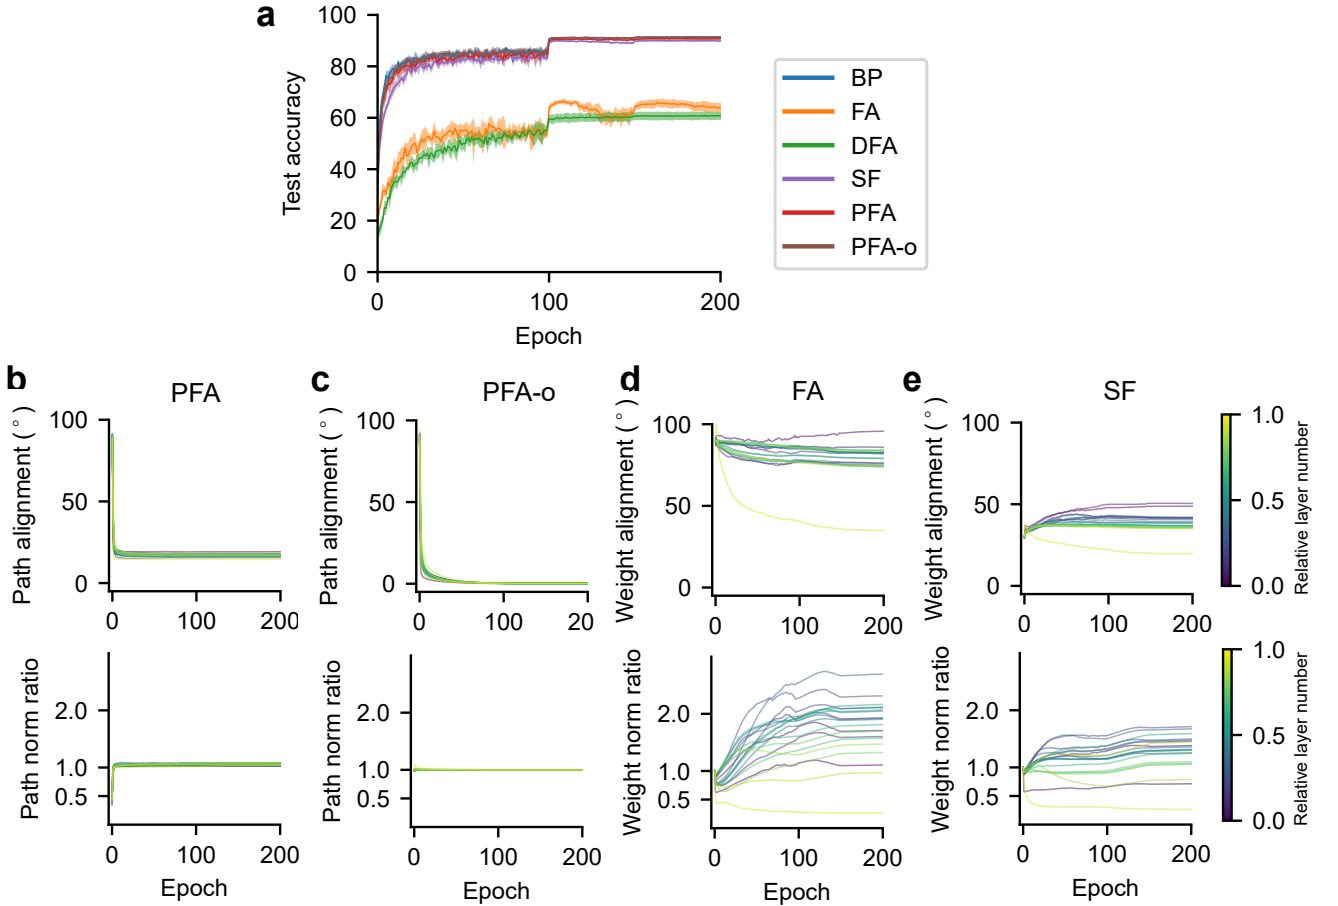 a
100
80
60
40
20
0
Test accuracy
0 100 200
Epoch
BP
FA
DFA
SF
PFA
PFA-o
b
PFA
Path alignment (°)
100
50
0
0 100 200
c
PFA-o
Path alignment (°)
100
50
0
0 100 20
d
FA
Weight alignment (°)
100
50
0
0 100 200
e
SF
Weight alignment (°)
100
50
0
0 100 200
1.0
0.5
0.0
Relative layer number
Path norm ratio
2.0
1.0
0.5
0 100 200
Epoch
Path norm ratio
2.0
1.0
0.5
0 100 200
Epoch
Weight norm ratio
2.0
1.0
0.5
0 100 200
Epoch
Weight norm ratio
2.0
1.0
0.5
0 100 200
Epoch
1.0
0.5
0.0
Relative layer number